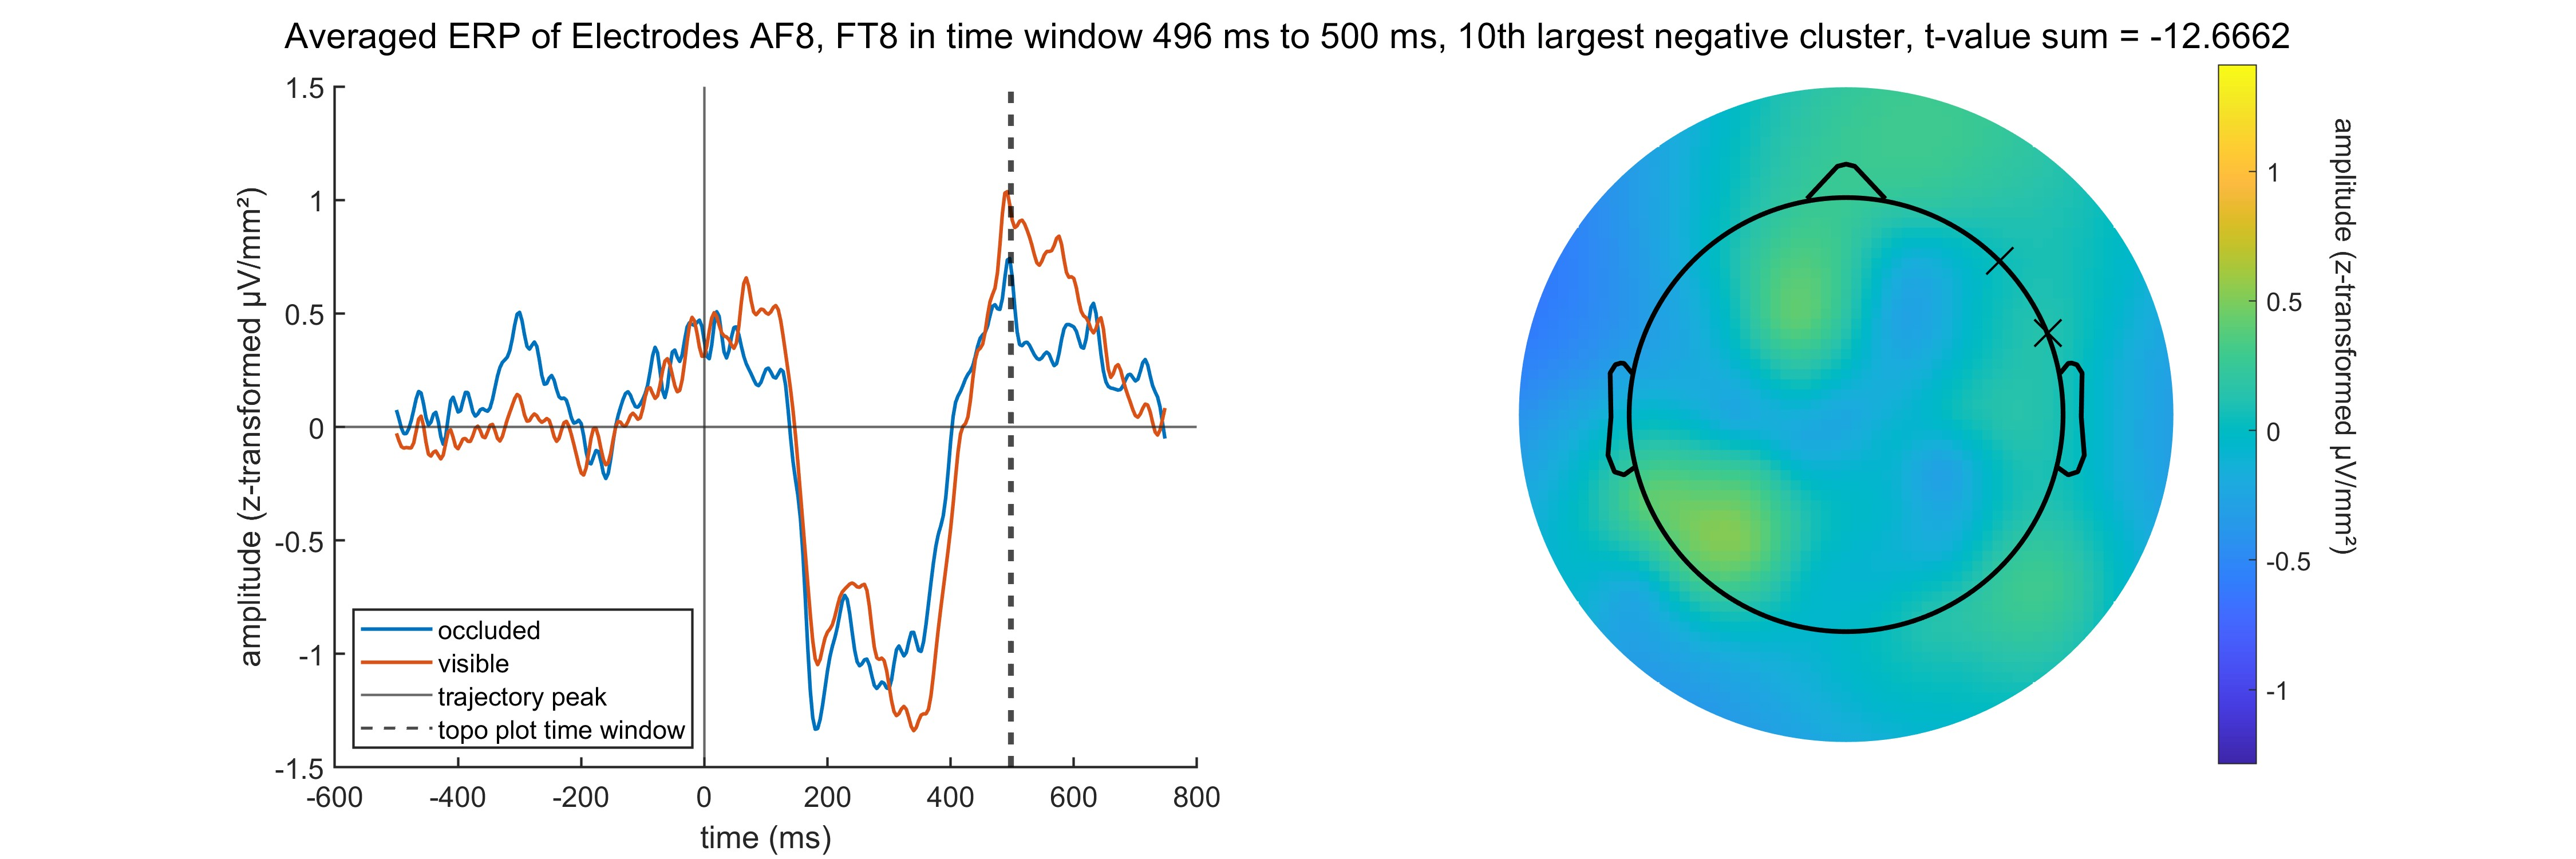 Averaged ERP of Electrodes AF8, FT8 in time window 496 ms to 500 ms, 10th largest negative cluster, t-value sum = -12.6662
amplitude (z-transformed µV/mm²)
1.5
1
0.5
0
-0.5
-1
-1.5
-600
-400
-200
0
200
400
600
800
time (ms)
occluded
visible
trajectory peak
topo plot time window
1
0.5
0
-0.5
-1
amplitude (z-transformed µV/mm²)